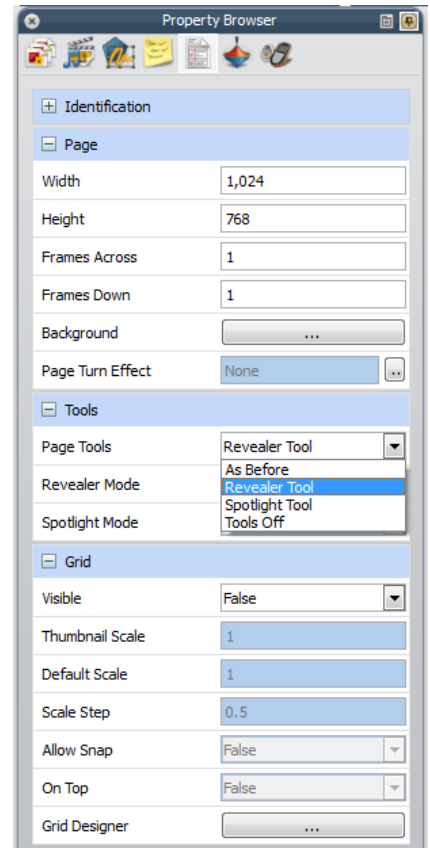 Property Browser
Identification
Page
Width 1,024
Height 768
Frames Across 1
Frames Down 1
Background ...
Page Turn Effect None ..
Tools
Page Tools Revealer Tool
As Before
Revealer Mode Revealer Tool
Spotlight Tool
Spotlight Mode Tools Off
Grid
Visible False
Thumbnail Scale 1
Default Scale 1
Scale Step 0.5
Allow Snap False
On Top False
Grid Designer ...